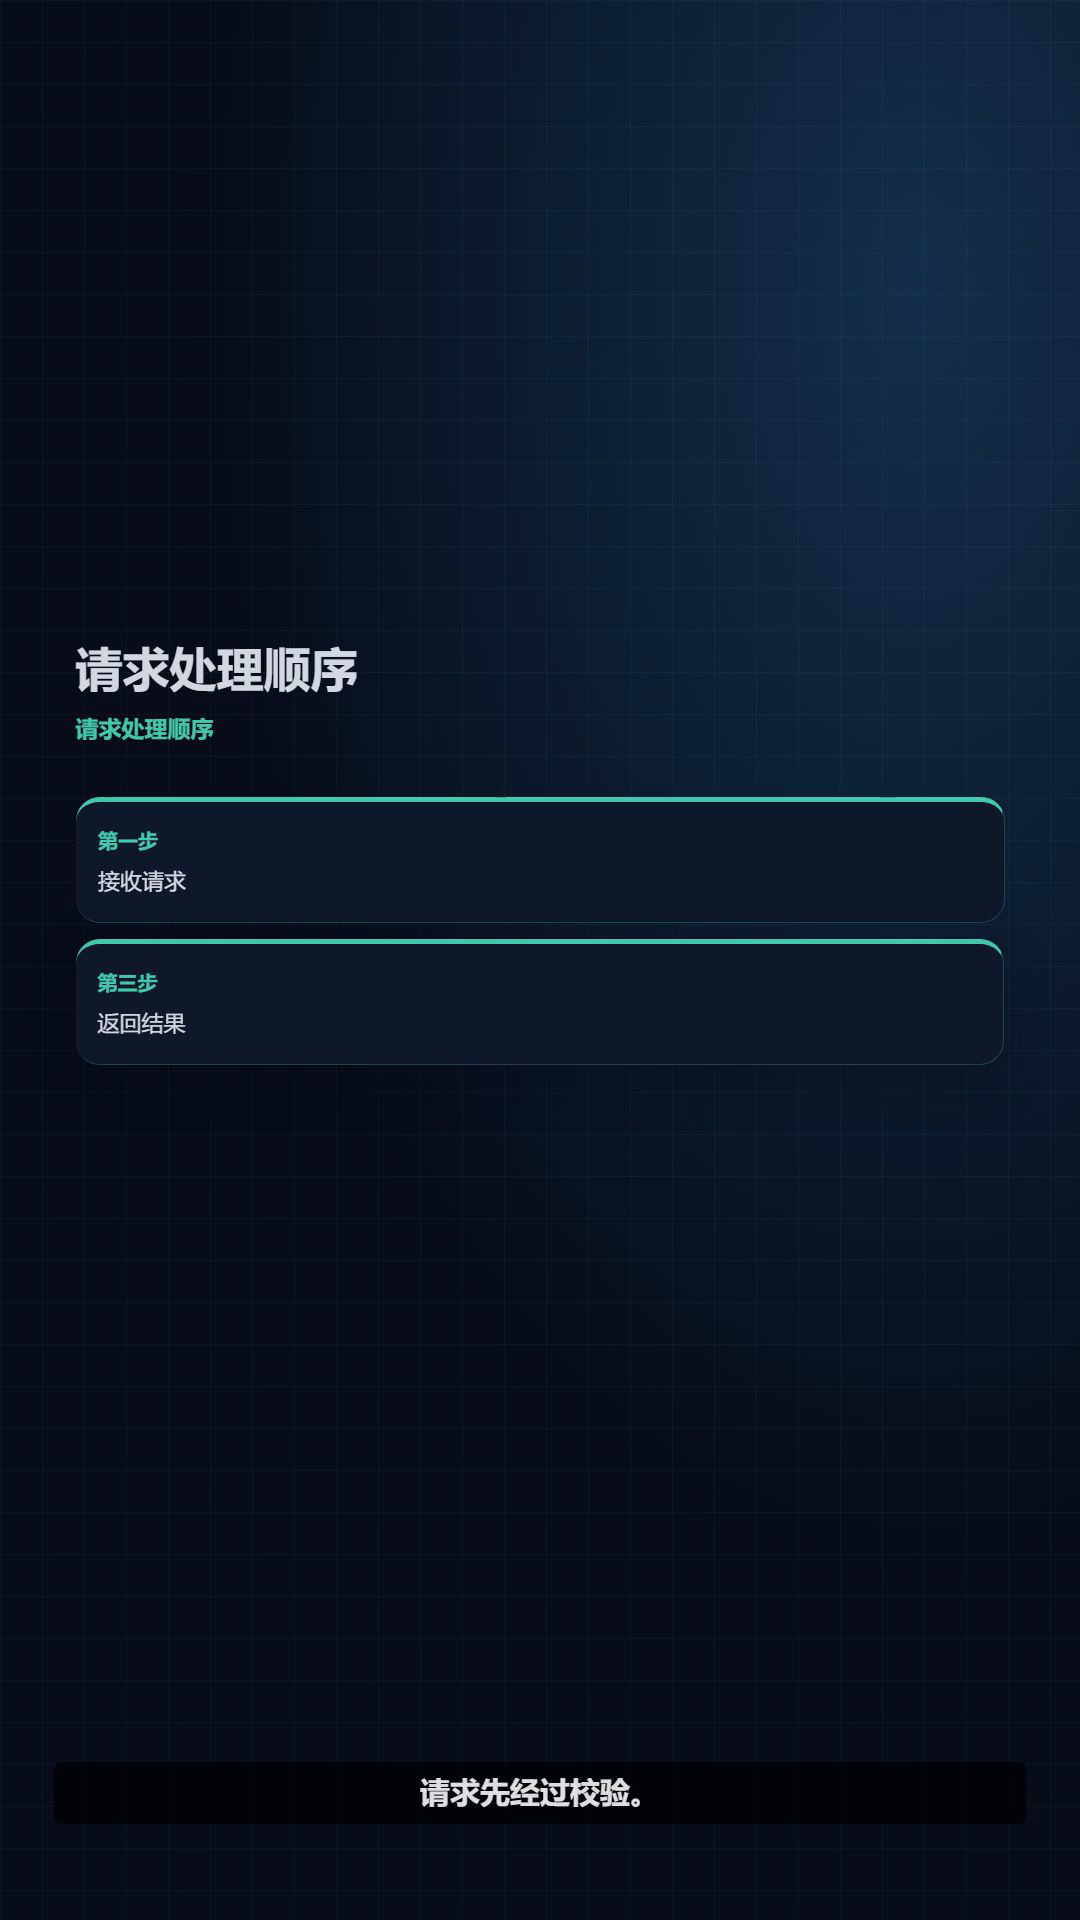 请求处理顺序
请求处理顺序
第一步
接收请求
第三步
返回结果
请求先经过校验。